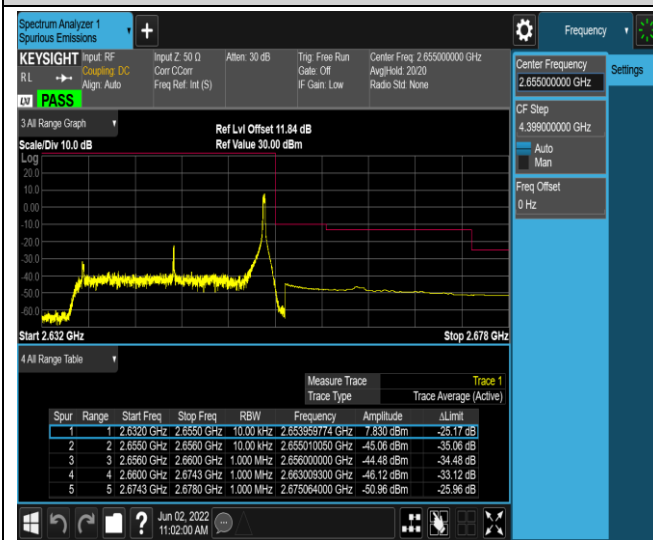 Spectrum Analyzer 1
Spurious Emissions
+
Frequency
KEYSIGHT
Input: RF
Coupling: DC
Align: Auto
Input Z: 50 Ω
Corr CCorr
Freq Ref: Int (S)
Atten: 30 dB
Trig: Free Run
Gate: Off
IF Gain: Low
Center Freq: 2.655000000 GHz
Avg|Hold: 20/20
Radio Std: None
R L
LXI
PASS
Center Frequency
2.655000000 GHz
Settings
CF Step
4.399000000 GHz
Auto
Man
Freq Offset
0 Hz
3 All Range Graph
Ref Lvl Offset 11.84 dB
Scale/Div 10.0 dB
Ref Value 30.00 dBm
Log
20.0
10.0
0.00
-10.0
-20.0
-30.0
-40.0
-50.0
-60.0
Start 2.632 GHz
Stop 2.678 GHz
4 All Range Table
Measure Trace Trace 1
Trace Type Trace Average (Active)
Spur Range Start Freq Stop Freq RBW Frequency Amplitude ΔLimit
1 1 2.6320 GHz 2.6550 GHz 10.00 kHz 2.653959774 GHz 7.830 dBm -25.17 dB
2 2 2.6550 GHz 2.6560 GHz 10.00 kHz 2.655010050 GHz -45.06 dBm -35.06 dB
3 3 2.6560 GHz 2.6600 GHz 1.000 MHz 2.656000000 GHz -44.48 dBm -34.48 dB
4 4 2.6600 GHz 2.6743 GHz 1.000 MHz 2.663009300 GHz -46.12 dBm -33.12 dB
5 5 2.6743 GHz 2.6780 GHz 1.000 MHz 2.675064000 GHz -50.96 dBm -25.96 dB
?
Jun 02, 2022
11:02:00 AM